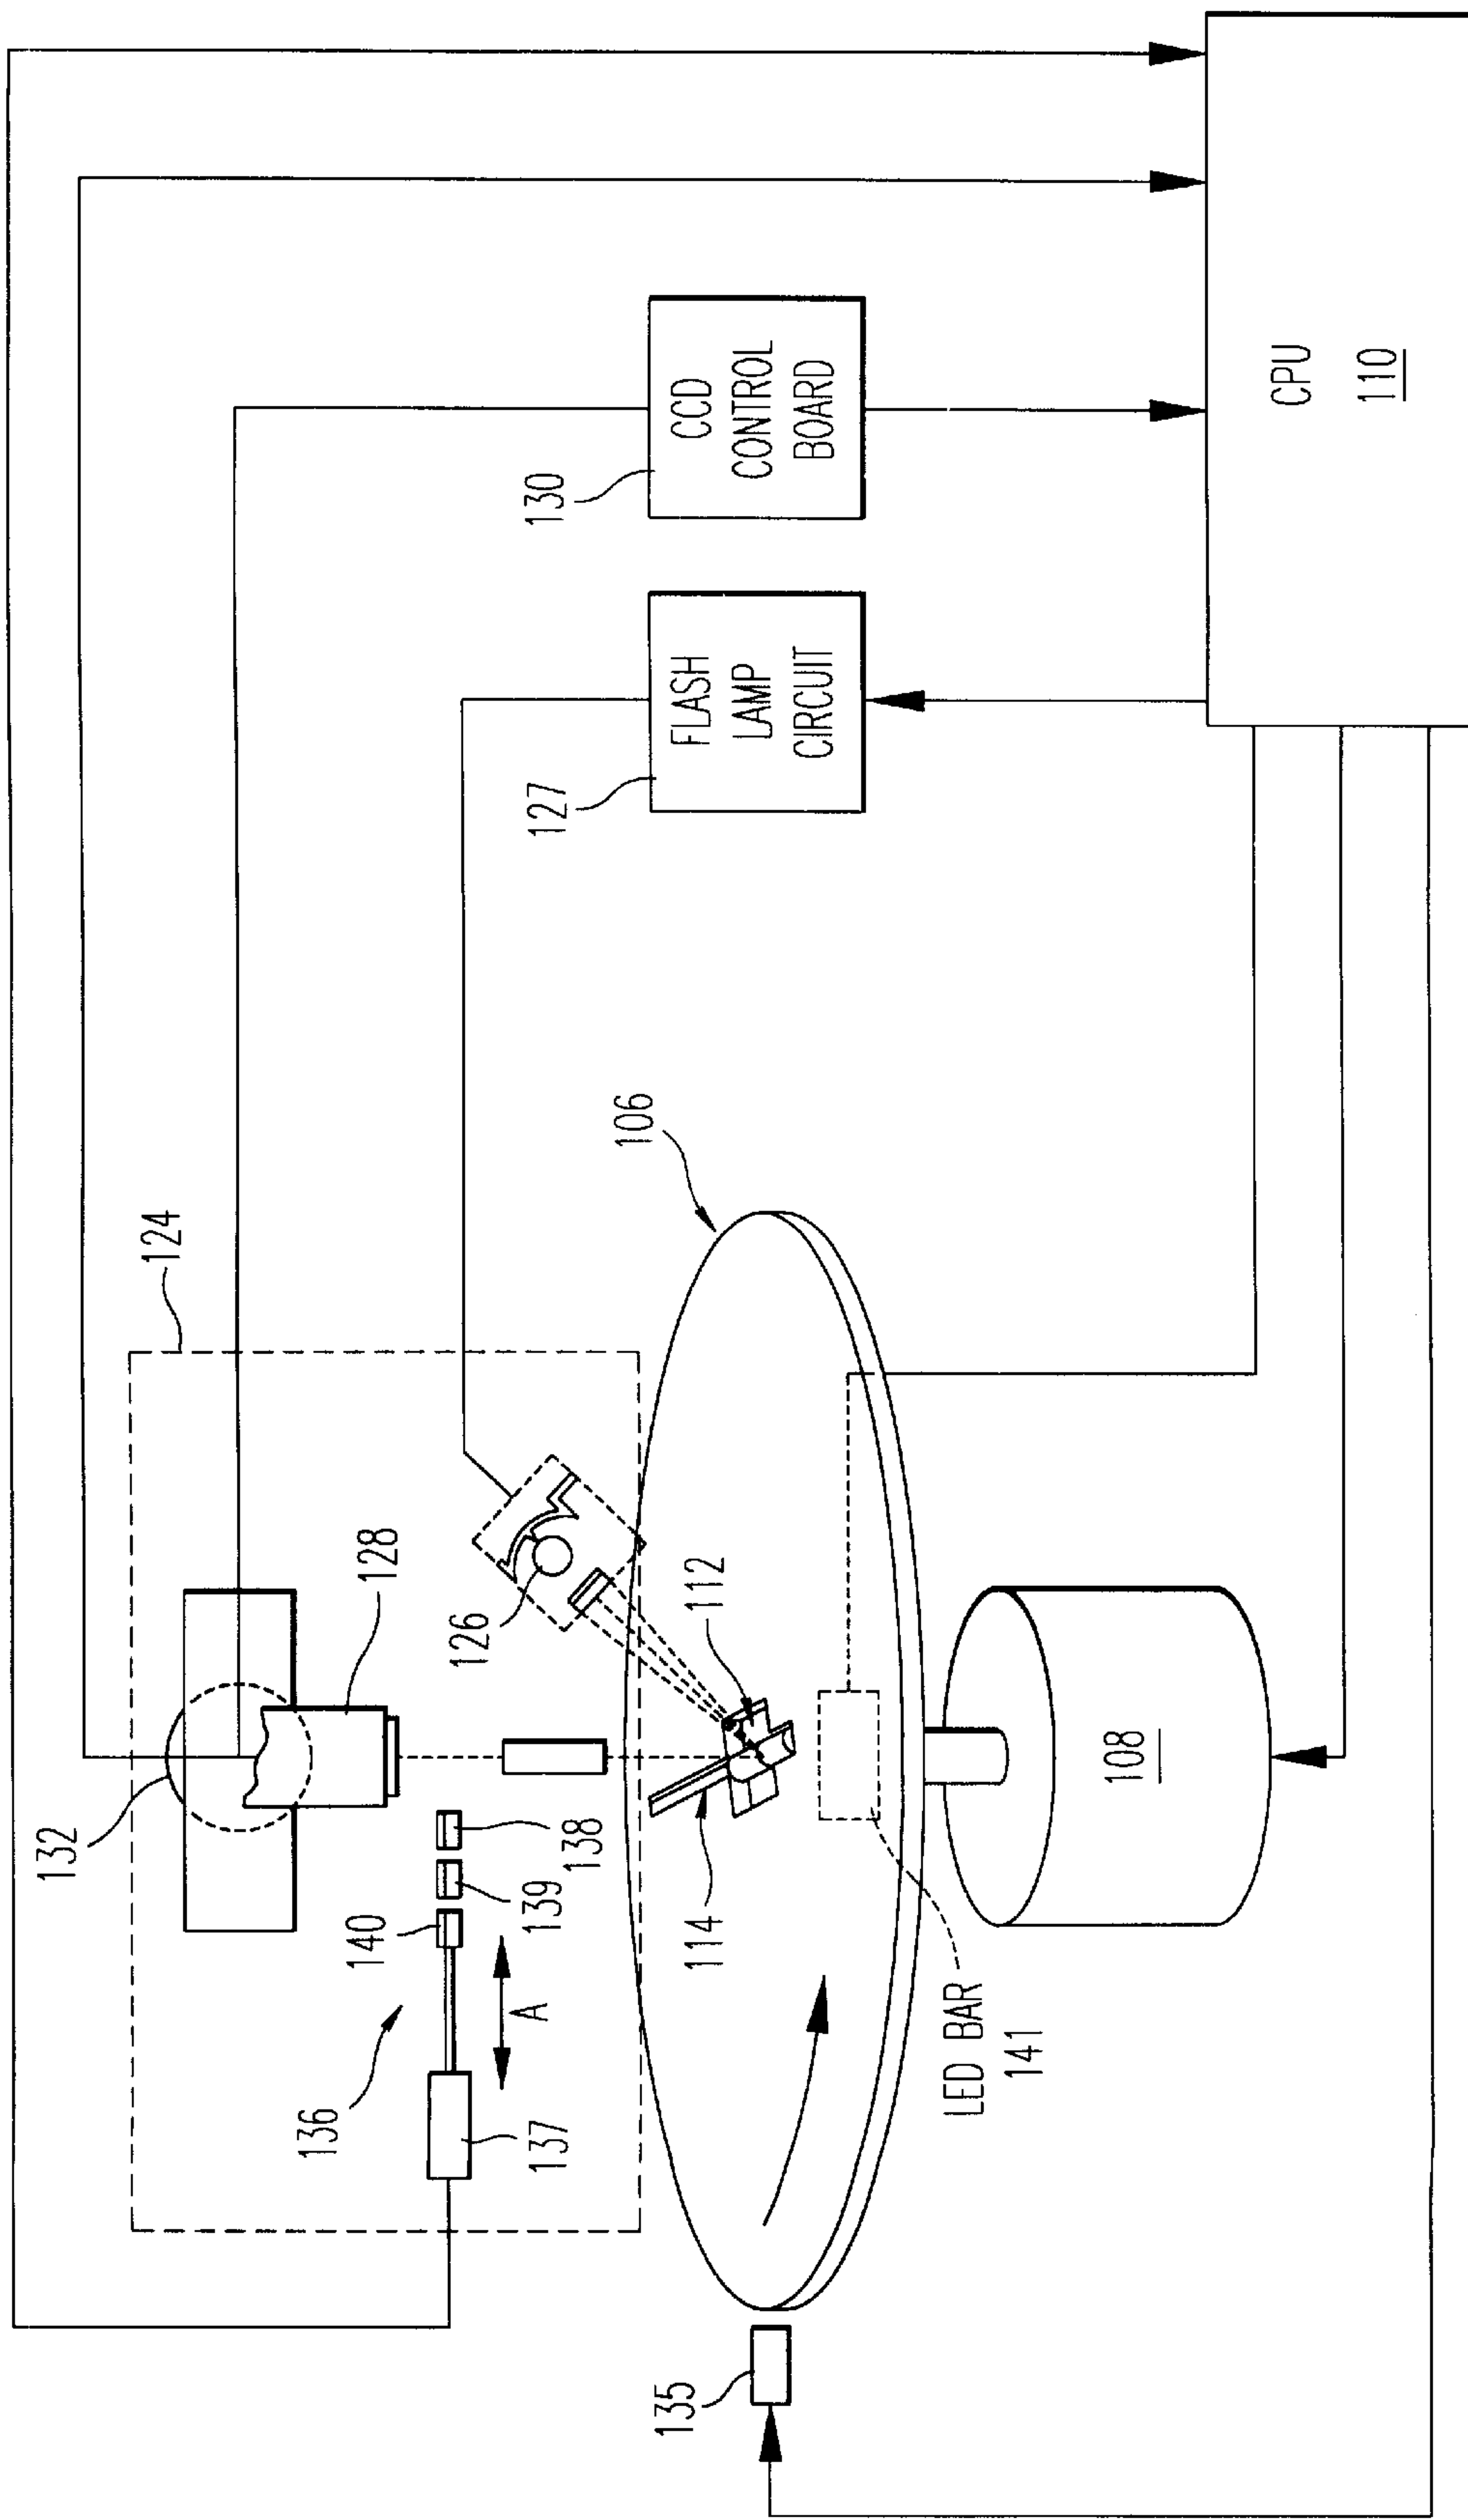 124
132
128
136
140
139
138
137
A
126
127
FLASH
LAMP
CIRCUIT
130
CCD
CONTROL
BOARD
106
112
114
135
LED BAR
141
108
CPU
110